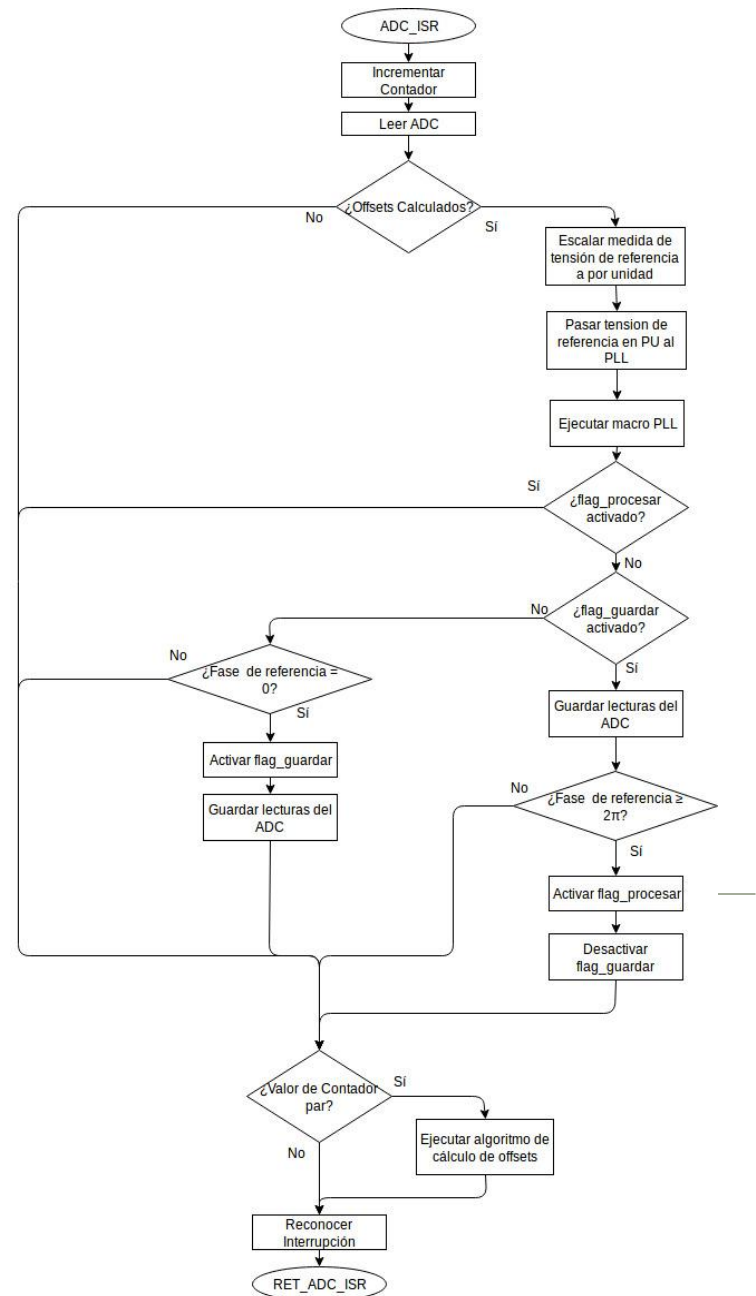 ADC_ISR
Incrementar
Contador
Leer ADC
¿Offsets Calculados?
No
Sí
Escalar medida de
tensión de referencia
a por unidad
Pasar tension de
referencia en PU al
PLL
Ejecutar macro PLL
Sí
¿flag_procesar
activado?
No
No
¿flag_guardar
activado?
Sí
No
¿Fase de referencia =
0?
Sí
Guardar lecturas del
ADC
Activar flag_guardar
Guardar lecturas del
ADC
No
¿Fase de referencia ≥
2π?
Sí
Activar flag_procesar
Desactivar
flag_guardar
¿Valor de Contador
par?
Sí
No
Ejecutar algoritmo de
cálculo de offsets
Reconocer
Interrupción
RET_ADC_ISR